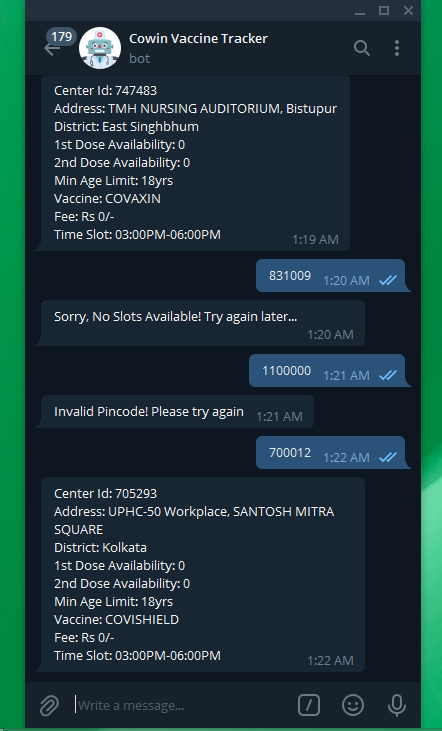 179
Cowin Vaccine Tracker
bot
Center Id: 747483
Address: TMH NURSING AUDITORIUM, Bistupur
District: East Singhbhum
1st Dose Availability: 0
2nd Dose Availability: 0
Min Age Limit: 18yrs
Vaccine: COVAXIN
Fee: Rs 0/-
Time Slot: 03:00PM-06:00PM
1:19 AM
831009 1:20 AM
Sorry, No Slots Available! Try again later...
1:20 AM
1100000 1:21 AM
Invalid Pincode! Please try again 1:21 AM
700012 1:22 AM
Center Id: 705293
Address: UPHC-50 Workplace, SANTOSH MITRA
SQUARE
District: Kolkata
1st Dose Availability: 0
2nd Dose Availability: 0
Min Age Limit: 18yrs
Vaccine: COVISHIELD
Fee: Rs 0/-
Time Slot: 03:00PM-06:00PM
1:22 AM
Write a message...